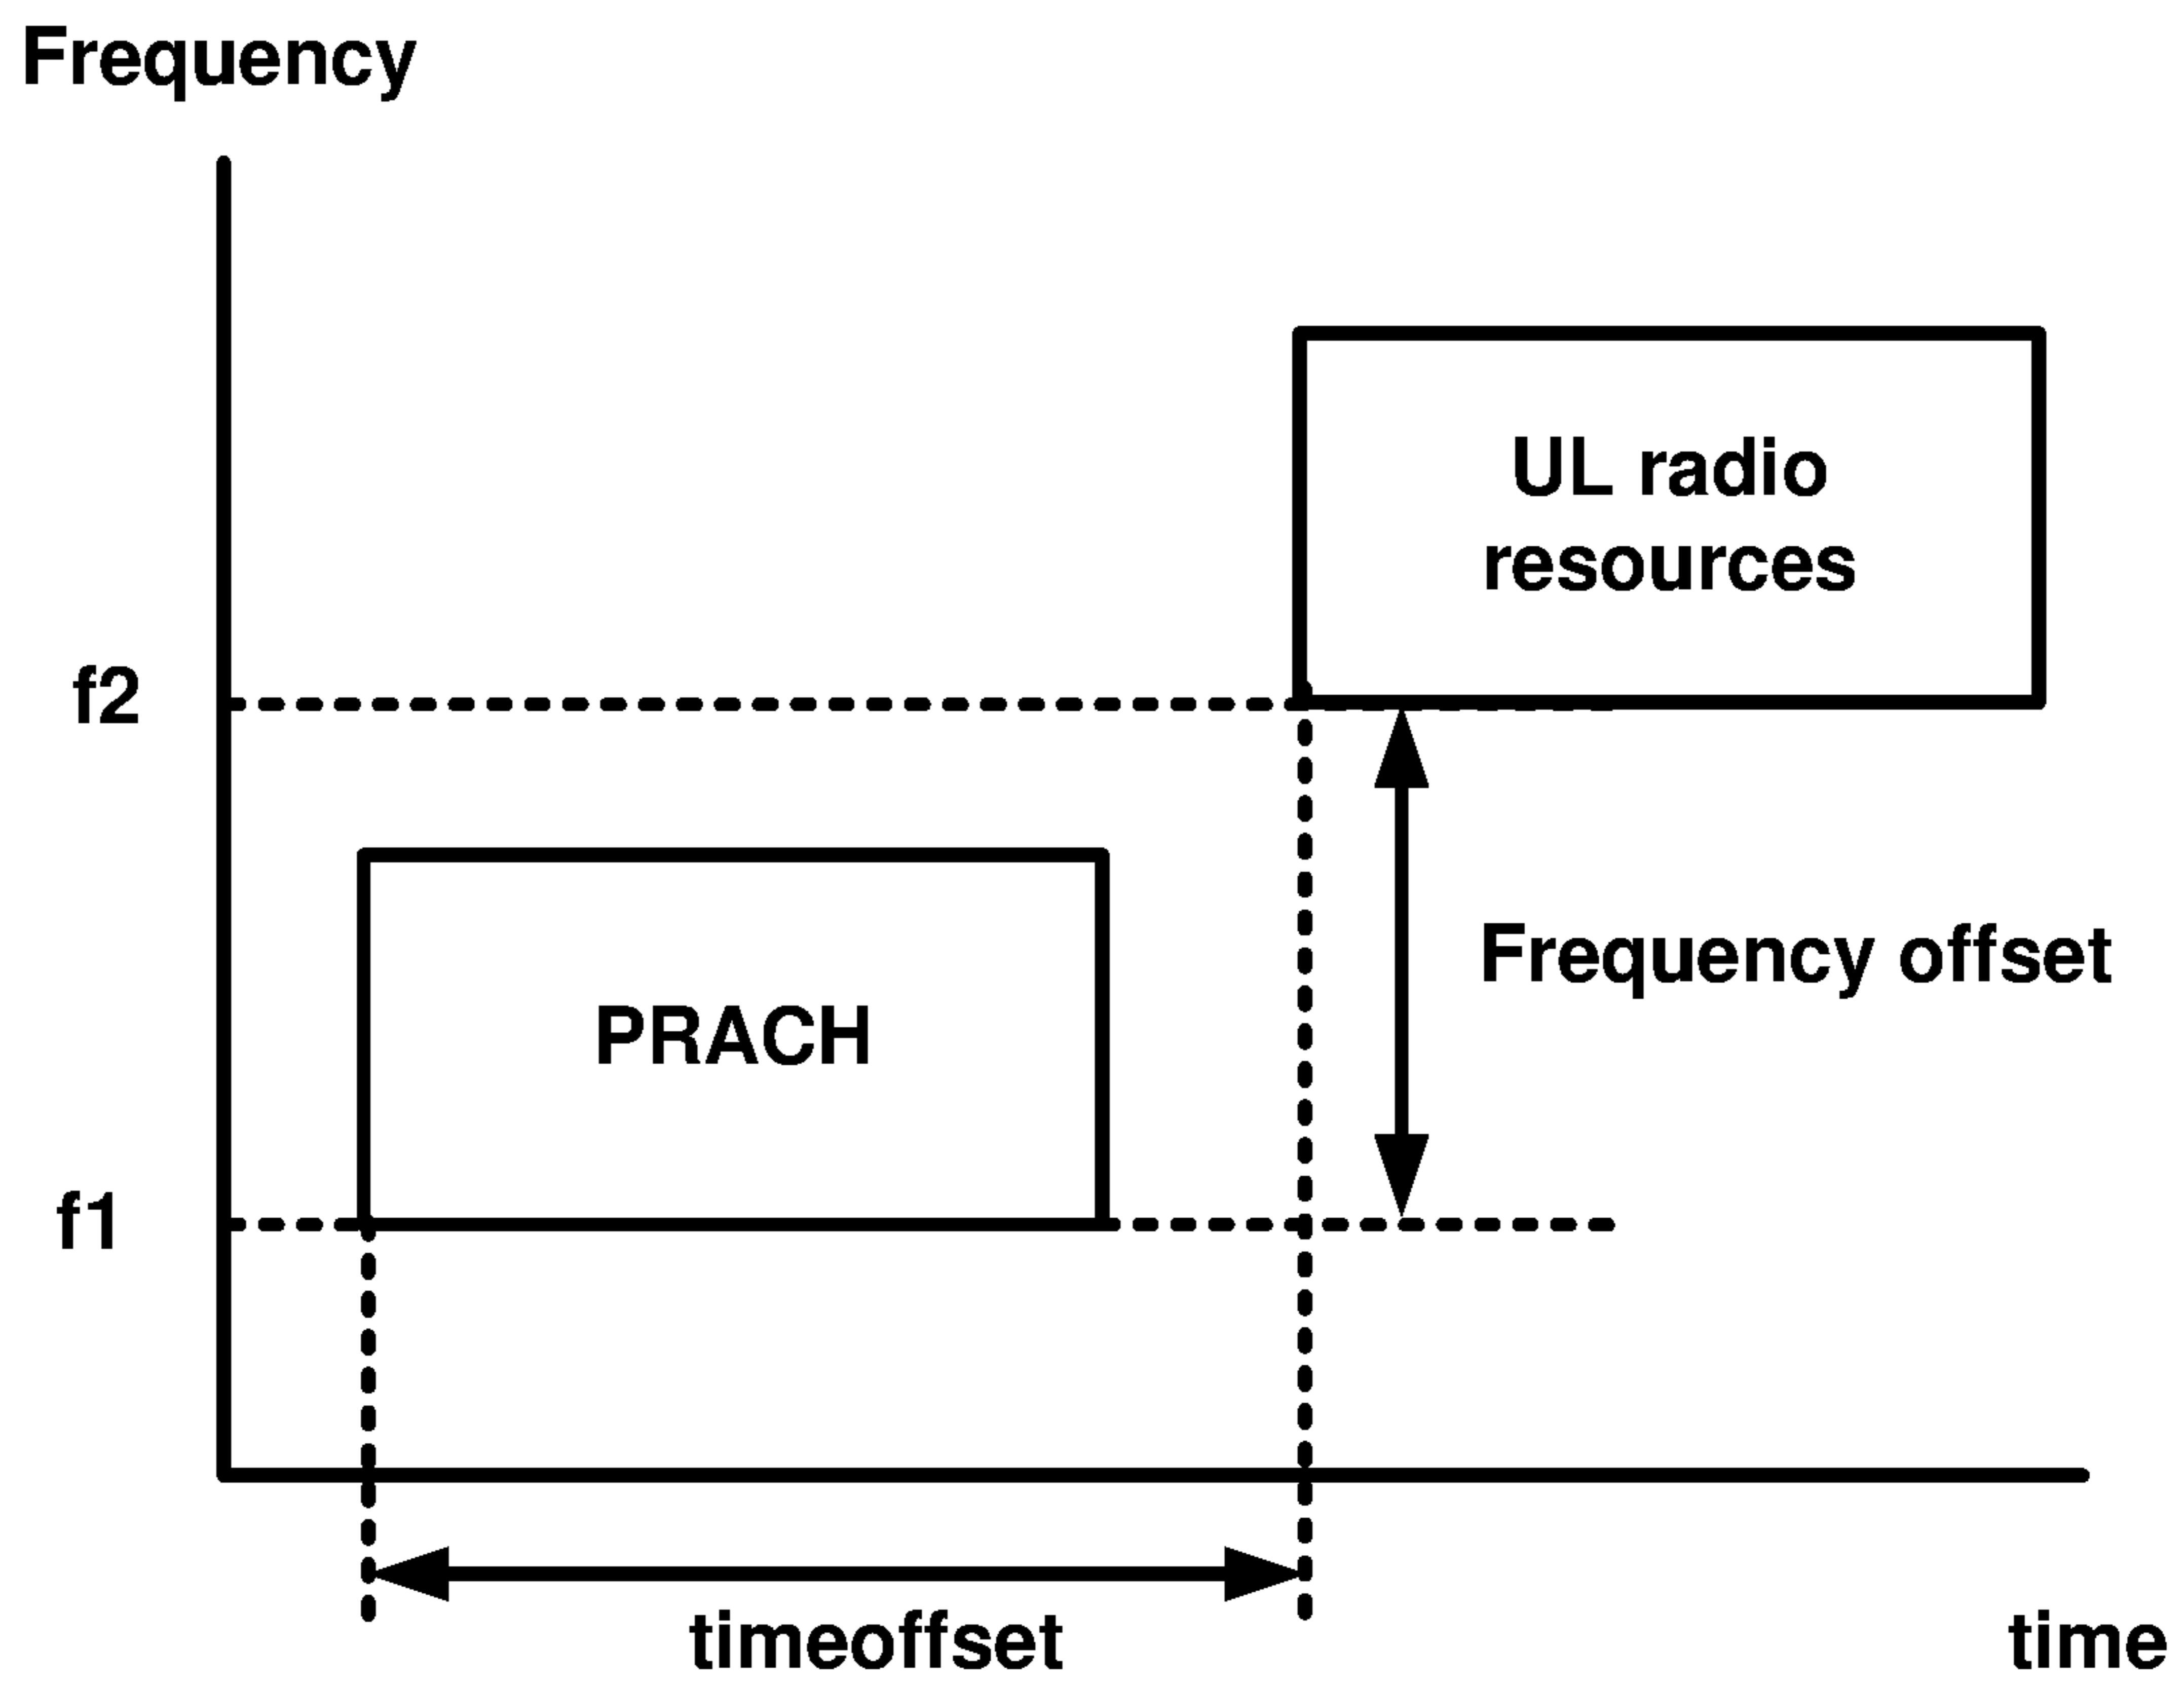 Frequency
UL radio
resources
f2
Frequency offset
PRACH
f1
timeoffset
time